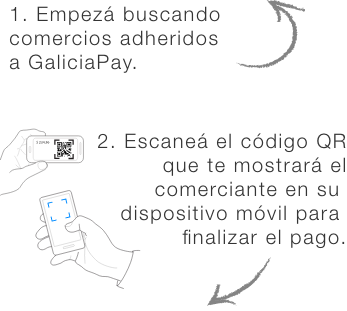 1. Empezá buscando
comercios adheridos
a GaliciaPay.
2. Escaneá el código QR
que te mostrará el
comerciante en su
dispositivo móvil para
finalizar el pago.